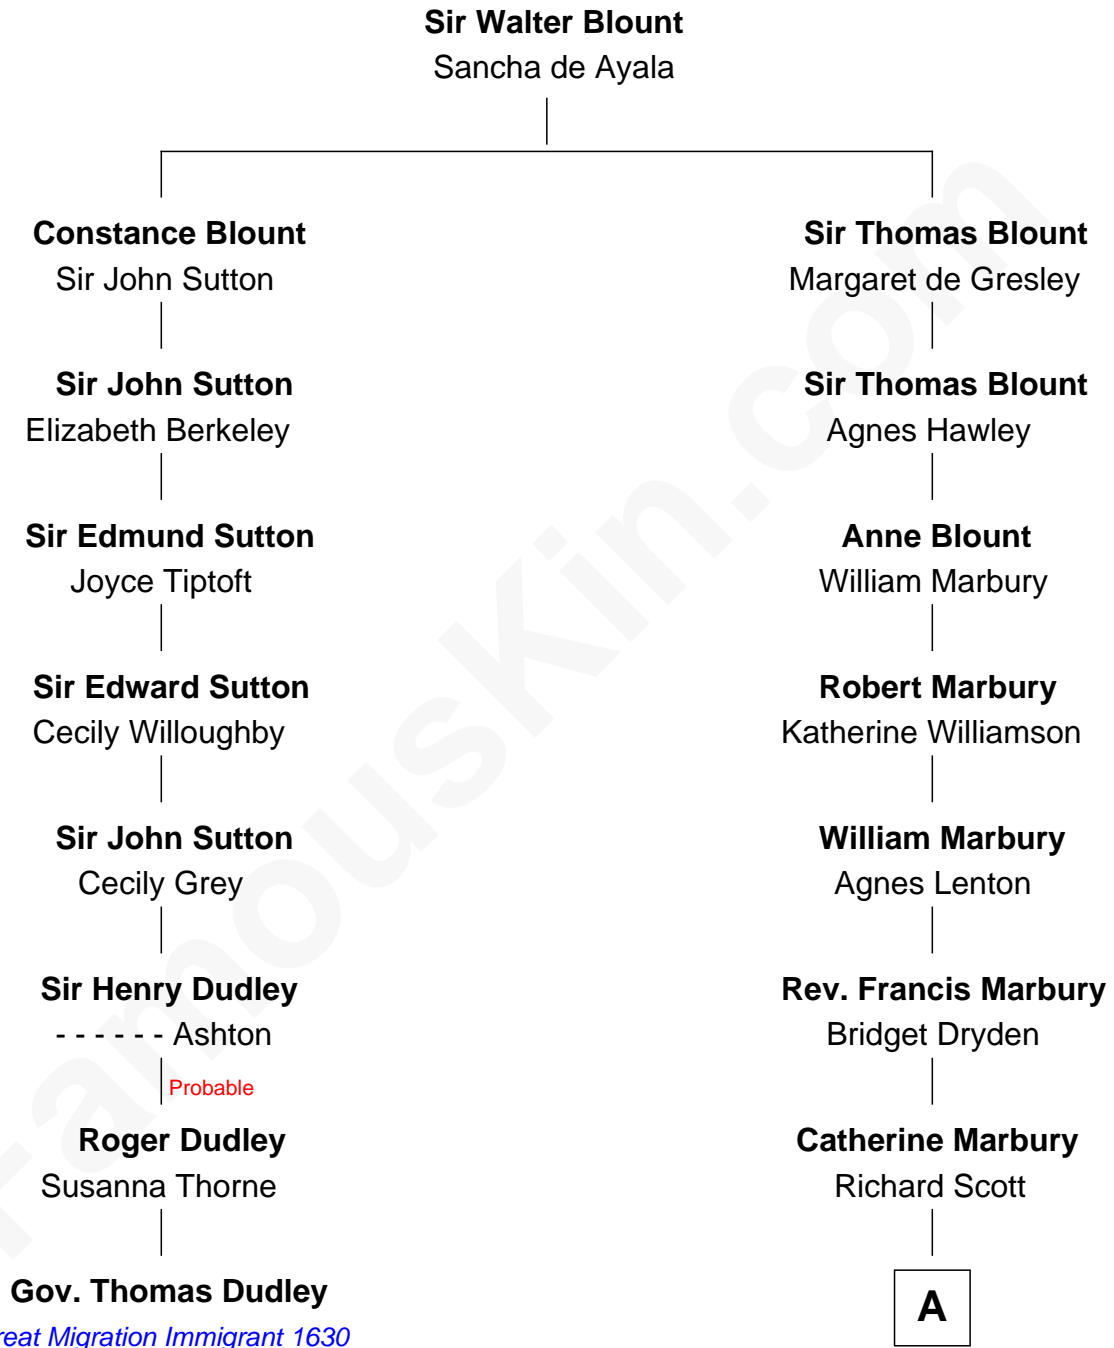 Sir Walter Blount
Sancha de Ayala
Constance Blount
Sir John Sutton
Sir Thomas Blount
Margaret de Gresley
Sir John Sutton
Elizabeth Berkeley
Sir Thomas Blount
Agnes Hawley
Sir Edmund Sutton
Joyce Tiptoft
Anne Blount
William Marbury
Sir Edward Sutton
Cecily Willoughby
Robert Marbury
Katherine Williamson
Sir John Sutton
Cecily Grey
William Marbury
Agnes Lenton
Sir Henry Dudley
- - - - - - Ashton
Rev. Francis Marbury
Bridget Dryden
Probable
Roger Dudley
Susanna Thorne
Catherine Marbury
Richard Scott
Gov. Thomas Dudley
reat Migration Immigrant 1630
A
FamousKin.com